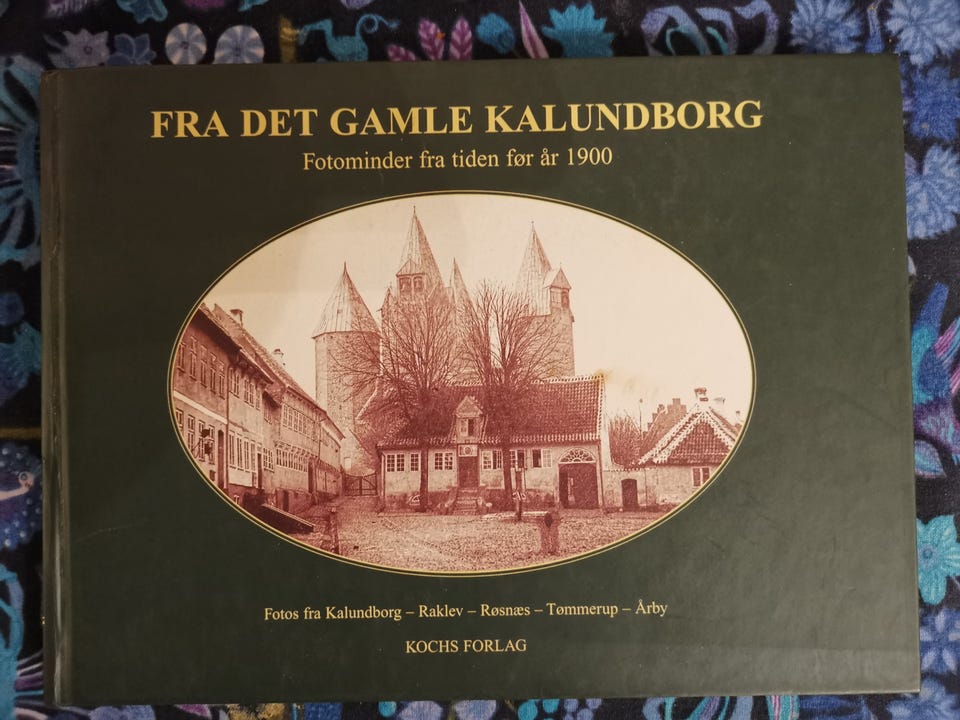 FRA DET GAMLE KALUNDBORG
Fotominder fra tiden før år 1900
Fotos fra Kalundborg – Raklev – Røsnæs – Tømmerup – Årby
KOCHS FORLAG